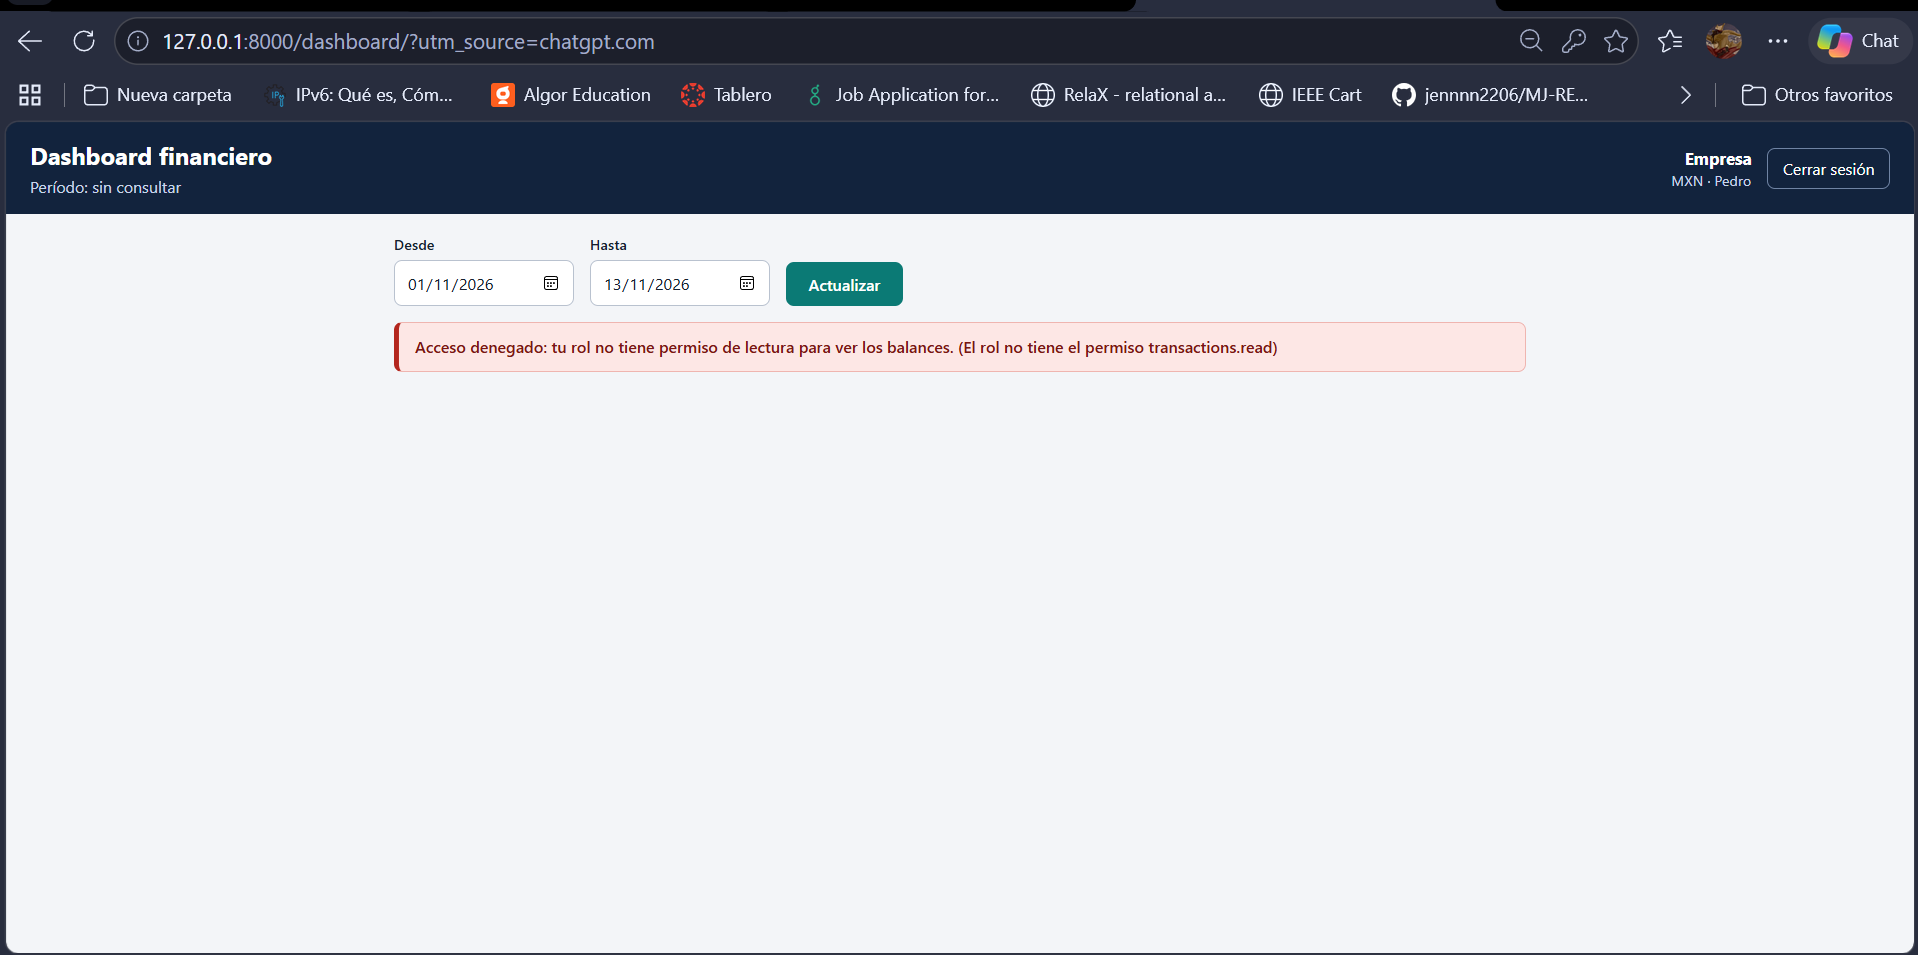 127.0.0.1:8000/dashboard/?utm_source=chatgpt.com
Chat
Nueva carpeta
IPv6: Qué es, Cóm...
Algor Education
Tablero
Job Application for...
RelaX - relational a...
IEEE Cart
jennnn2206/MJ-RE...
Otros favoritos
Dashboard financiero
Período: sin consultar
Empresa
MXN · Pedro
Cerrar sesión
Desde
Hasta
01/11/2026
13/11/2026
Actualizar
Acceso denegado: tu rol no tiene permiso de lectura para ver los balances. (El rol no tiene el permiso transactions.read)